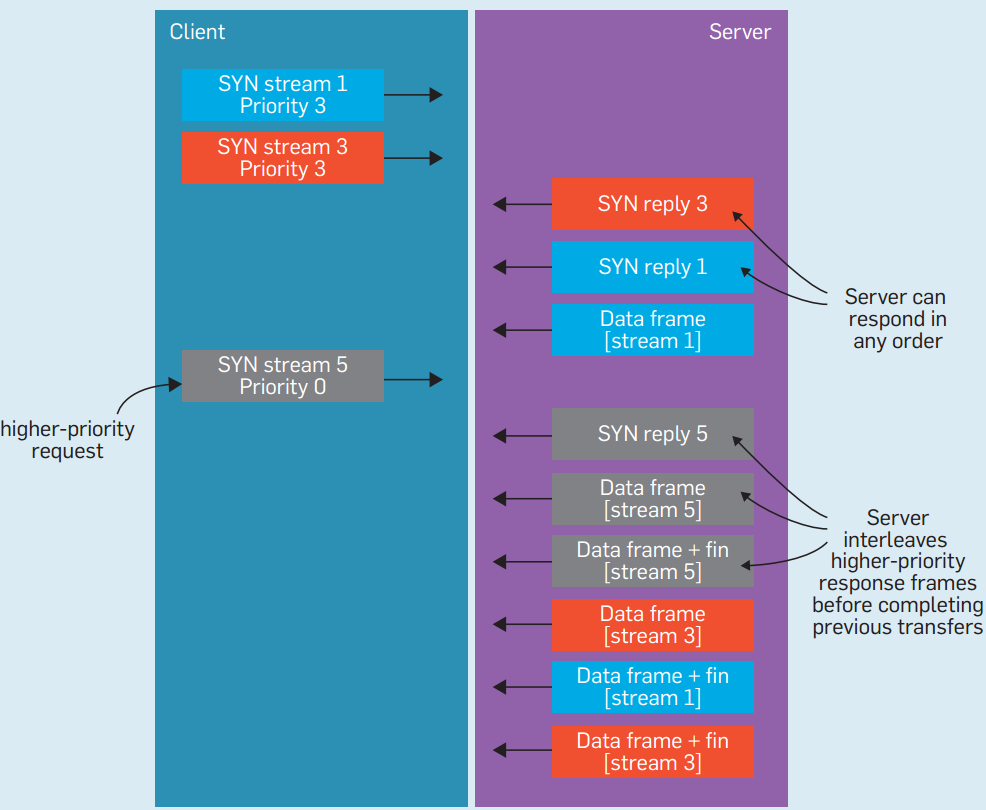 Client
Server
SYN stream 1
Priority 3
SYN stream 3
Priority 3
SYN reply 3
SYN reply 1
Server can
respond in
any order
Data frame
[stream 1]
SYN stream 5
Priority 0
higher-priority
request
SYN reply 5
Data frame
[stream 5]
Server
interleaves
higher-priority
response frames
before completing
previous transfers
Data frame + fin
[stream 5]
Data frame
[stream 3]
Data frame + fin
[stream 1]
Data frame + fin
[stream 3]